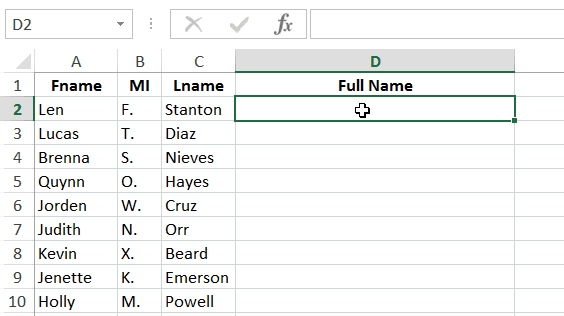 D2 fx
A B C D
1 Fname MI Lname Full Name
2 Len F. Stanton
3 Lucas T. Diaz
4 Brenna S. Nieves
5 Quynn O. Hayes
6 Jorden W. Cruz
7 Judith N. Orr
8 Kevin X. Beard
9 Jenette K. Emerson
10 Holly M. Powell